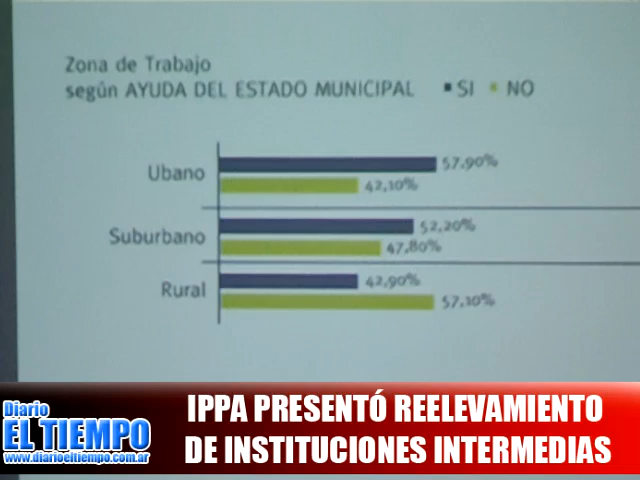 Zona de Trabajo
según AYUDA DEL ESTADO MUNICIPAL ▪ SI ▪ NO
Ubano
57,90%
42,10%
Suburbano
52,20%
47,80%
Rural
42,90%
57,10%
Diario
EL TIEMPO
www.diarioeltiempo.com.ar
IPPA PRESENTÓ REELEVAMIENTO
DE INSTITUCIONES INTERMEDIAS